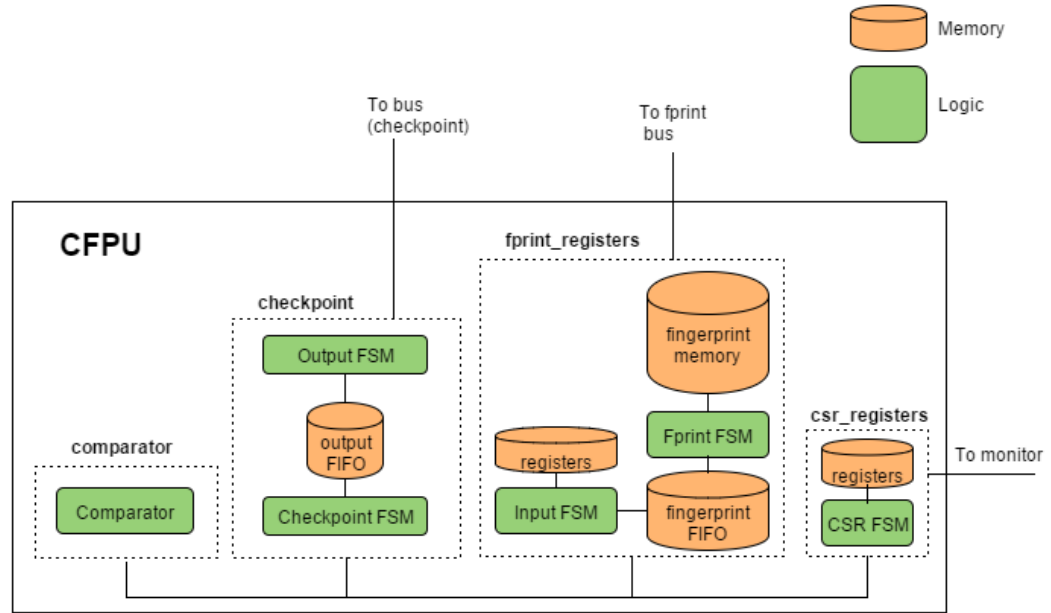 Memory
Logic
To bus
(checkpoint)
To fprint
bus
CFPU
fprint_registers
checkpoint
fingerprint
memory
Output FSM
output
FIFO
Checkpoint FSM
comparator
Comparator
registers
Input FSM
Fprint FSM
fingerprint
FIFO
csr_registers
registers
CSR FSM
To monitor